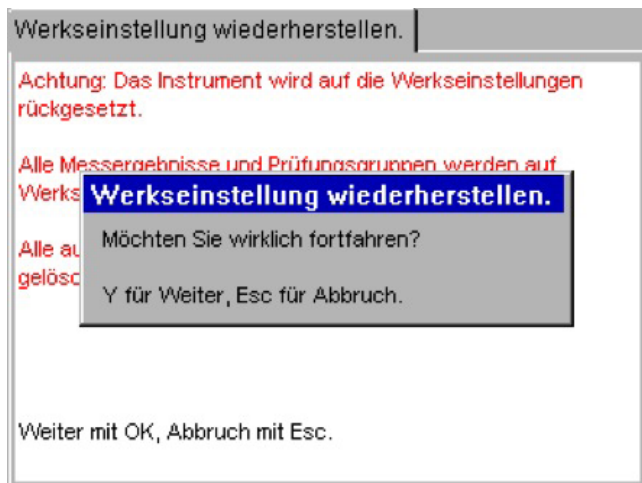 Werkseinstellung wiederherstellen.
Achtung: Das Instrument wird auf die Werkseinstellungen
rückgesetzt.
Alle Messergebnisse und Prüfungsgruppen werden auf
Werkseinstellung wiederherstellen.
Möchten Sie wirklich fortfahren?
Alle
Y für Weiter, Esc für Abbruch.
Weiter mit OK, Abbruch mit Esc.